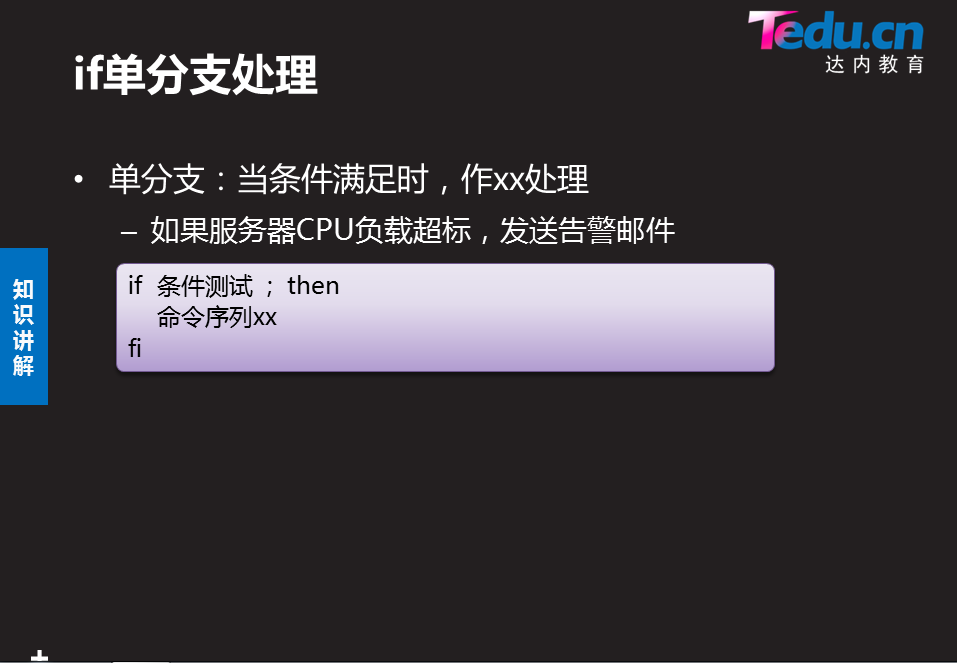 Tedu.cn
达内教育
if单分支处理
• 单分支：当条件满足时，作xx处理
– 如果服务器CPU负载超标，发送告警邮件
知识讲解
if 条件测试 ; then
命令序列xx
fi